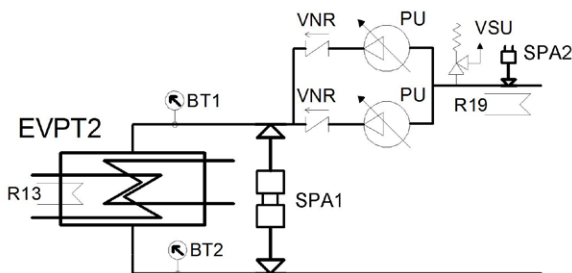 VNR
PU
VSU
SPA2
VNR
PU
R19
BT1
EVPT2
R13
SPA1
BT2